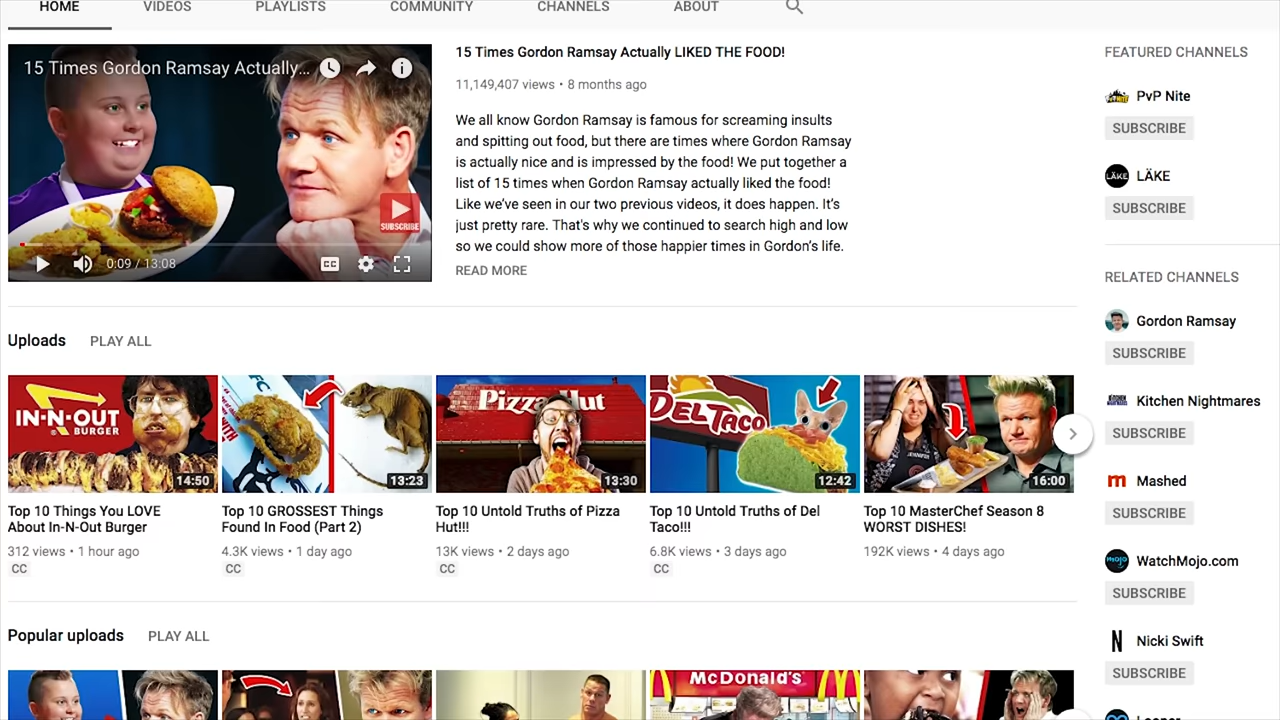 HOME VIDEOS PLAYLISTS COMMUNITY CHANNELS ABOUT
15 Times Gordon Ramsay Actually...
SUBSCRIBE
0:09 / 13:08
CC
15 Times Gordon Ramsay Actually LIKED THE FOOD!
11,149,407 views • 8 months ago
We all know Gordon Ramsay is famous for screaming insults
and spitting out food, but there are times where Gordon Ramsay
is actually nice and is impressed by the food! We put together a
list of 15 times when Gordon Ramsay actually liked the food!
Like we've seen in our two previous videos, it does happen. It's
just pretty rare. That's why we continued to search high and low
so we could show more of those happier times in Gordon's life.
READ MORE
FEATURED CHANNELS
PvP Nite
SUBSCRIBE
LÄKE
LÄKE
SUBSCRIBE
RELATED CHANNELS
Gordon Ramsay
SUBSCRIBE
Kitchen Nightmares
SUBSCRIBE
m Mashed
SUBSCRIBE
mojo WatchMojo.com
SUBSCRIBE
N Nicki Swift
SUBSCRIBE
Uploads PLAY ALL
IN-N-OUT
BURGER
14:50
Top 10 Things You LOVE
About In-N-Out Burger
312 views • 1 hour ago
CC
13:23
Top 10 GROSSEST Things
Found In Food (Part 2)
4.3K views • 1 day ago
CC
Pizza Hut
13:30
Top 10 Untold Truths of Pizza
Hut!!!
13K views • 2 days ago
CC
DEL TACO
12:42
Top 10 Untold Truths of Del
Taco!!!
6.8K views • 3 days ago
CC
JENNIFER
16:00
Top 10 MasterChef Season 8
WORST DISHES!
192K views • 4 days ago
Popular uploads PLAY ALL
McDonald's